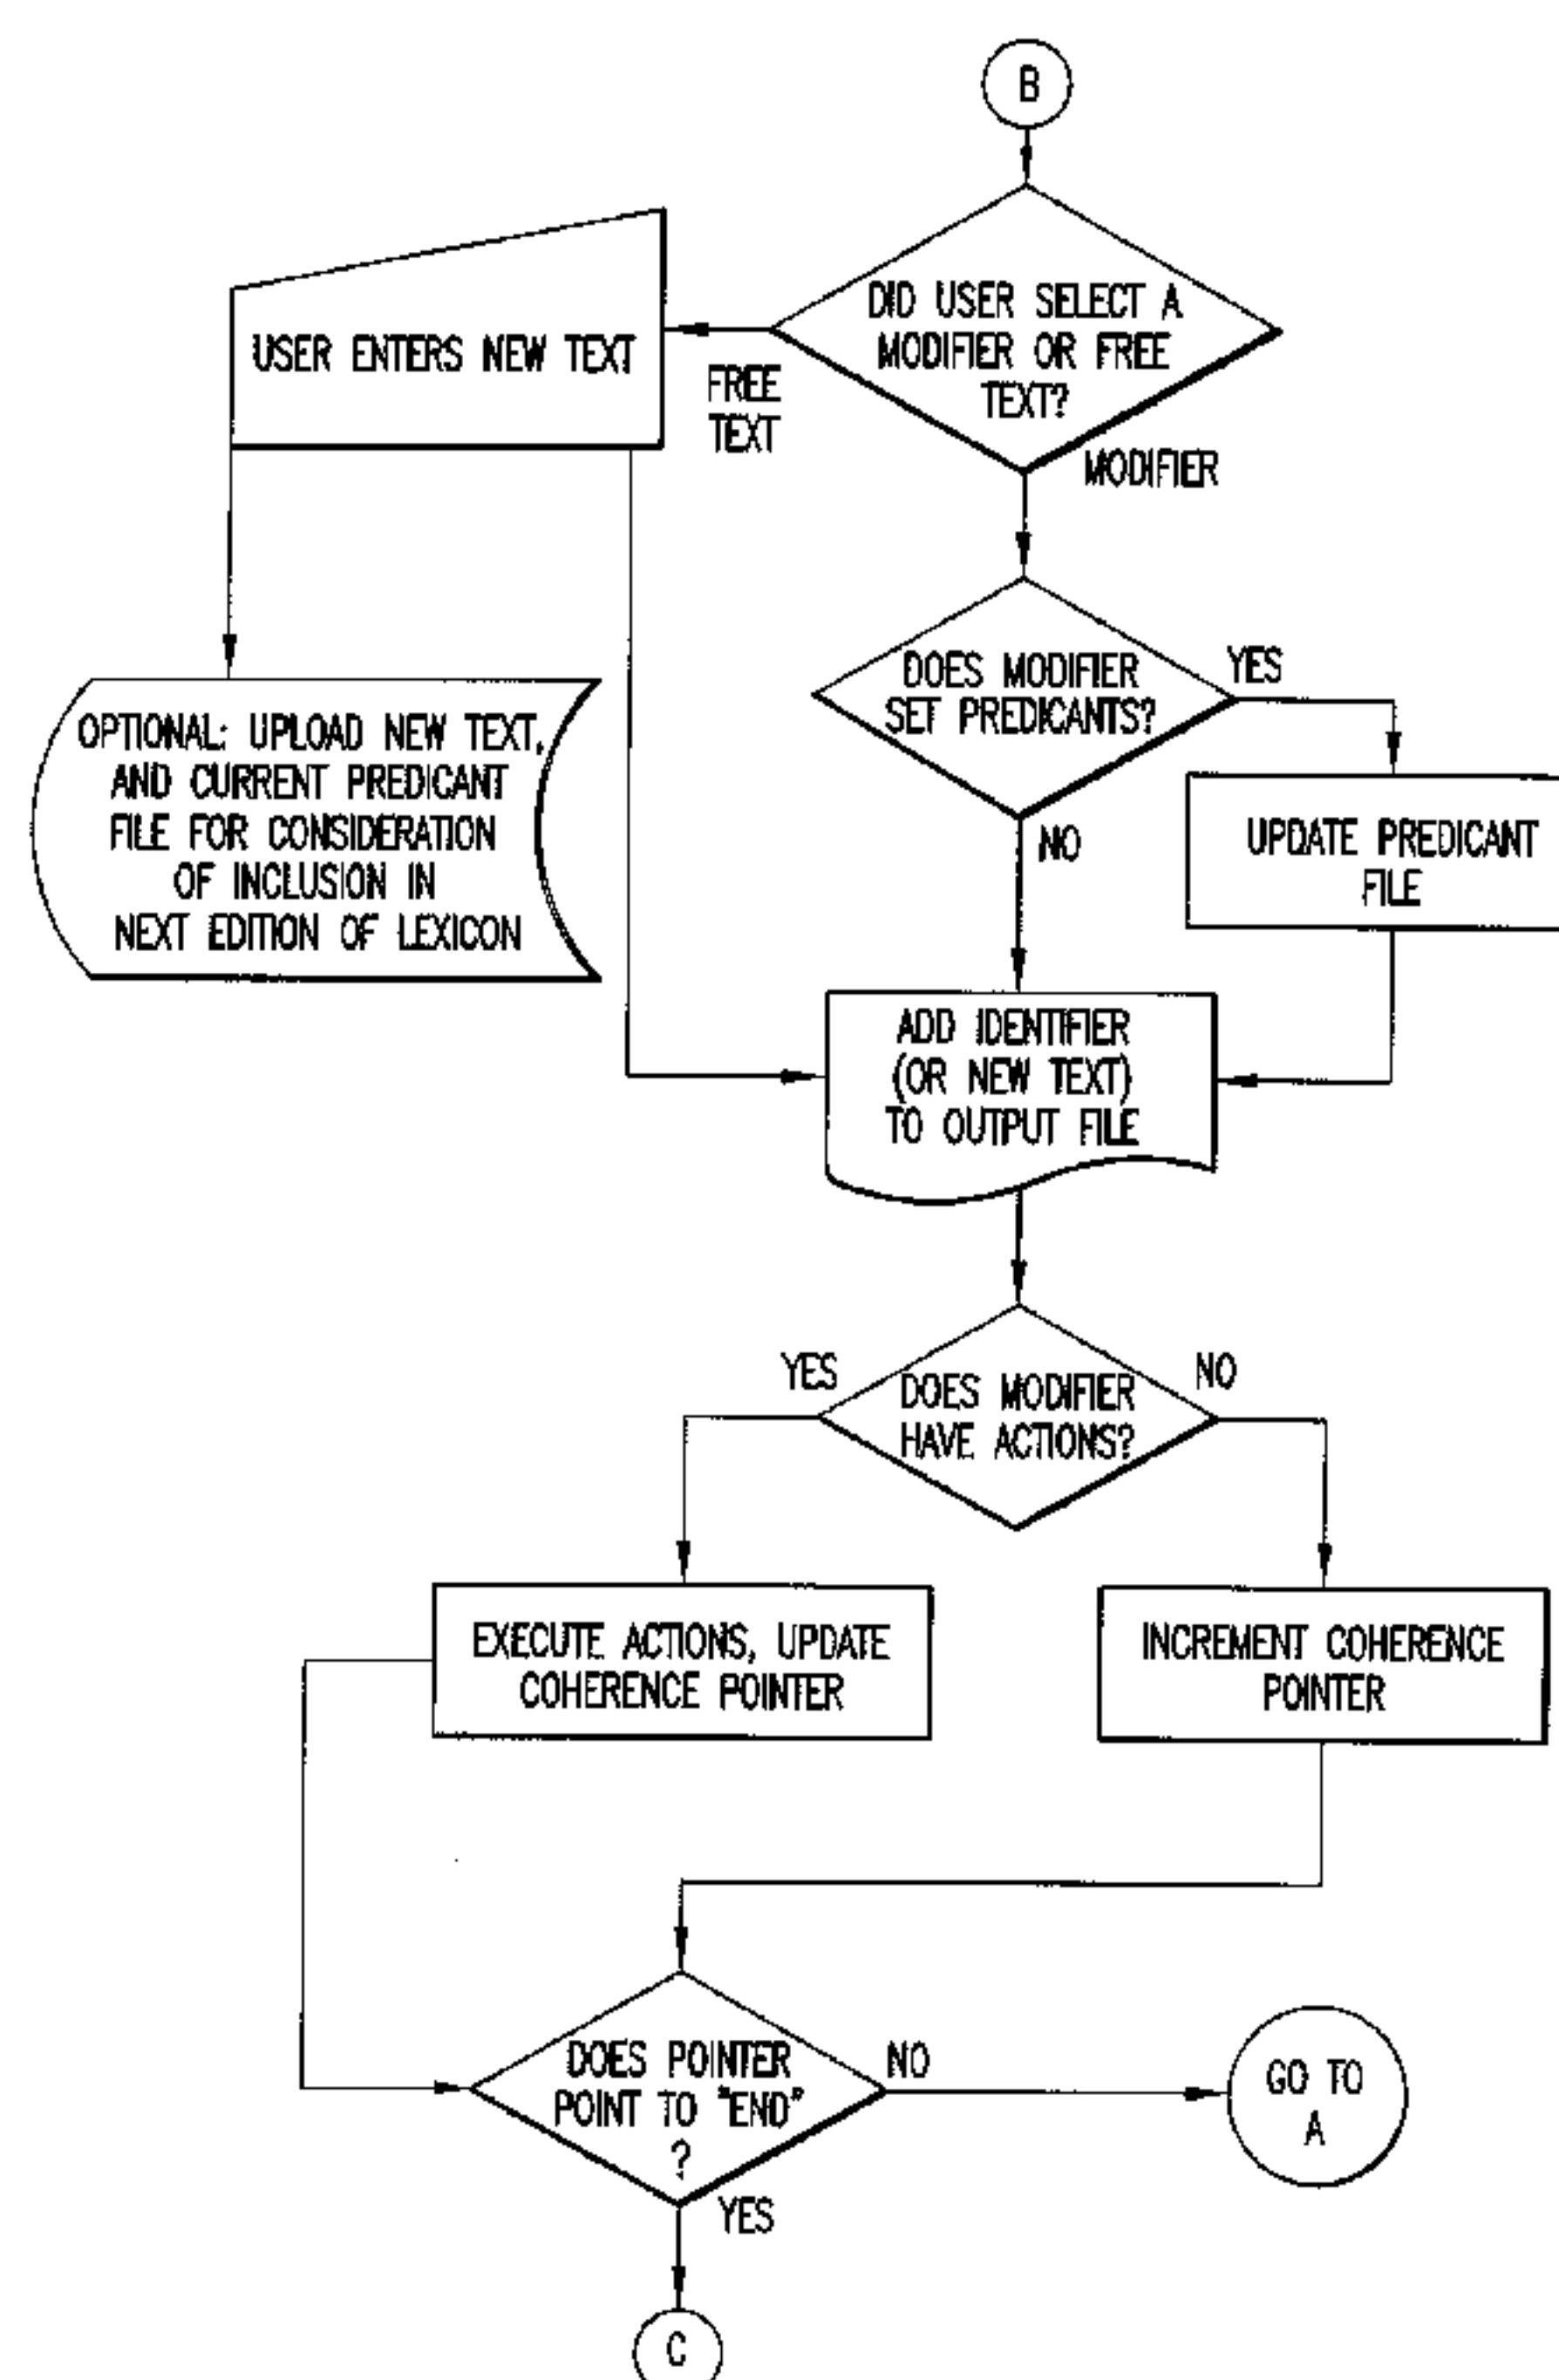 B
DID USER SELECT A
MODIFIER OR FREE
TEXT?
USER ENTERS NEW TEXT
FREE
TEXT
MODIFIER
DOES MODIFIER
SET PREDICANTS?
YES
NO
OPTIONAL: UPLOAD NEW TEXT,
AND CURRENT PREDICANT
FILE FOR CONSIDERATION
OF INCLUSION IN
NEXT EDITION OF LEXICON
UPDATE PREDICANT
FILE
ADD IDENTIFIER
(OR NEW TEXT)
TO OUTPUT FILE
YES
DOES MODIFIER
HAVE ACTIONS?
NO
EXECUTE ACTIONS, UPDATE
COHERENCE POINTER
INCREMENT COHERENCE
POINTER
DOES POINTER
POINT TO "END"
?
NO
GO TO
A
YES
C